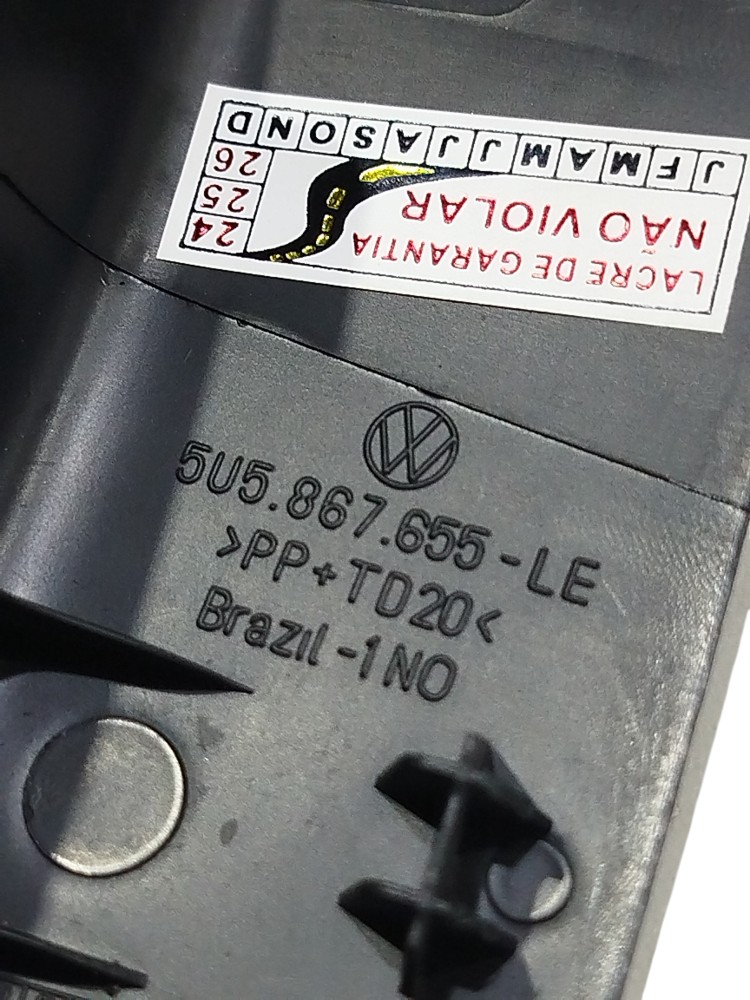 LACRE DE GARANTIA
NÃO VIOLAR
24
25
26
J F M A M J J A S O N D
5U5.867.655-LE
>PP+TD20<
Brazil-1NO